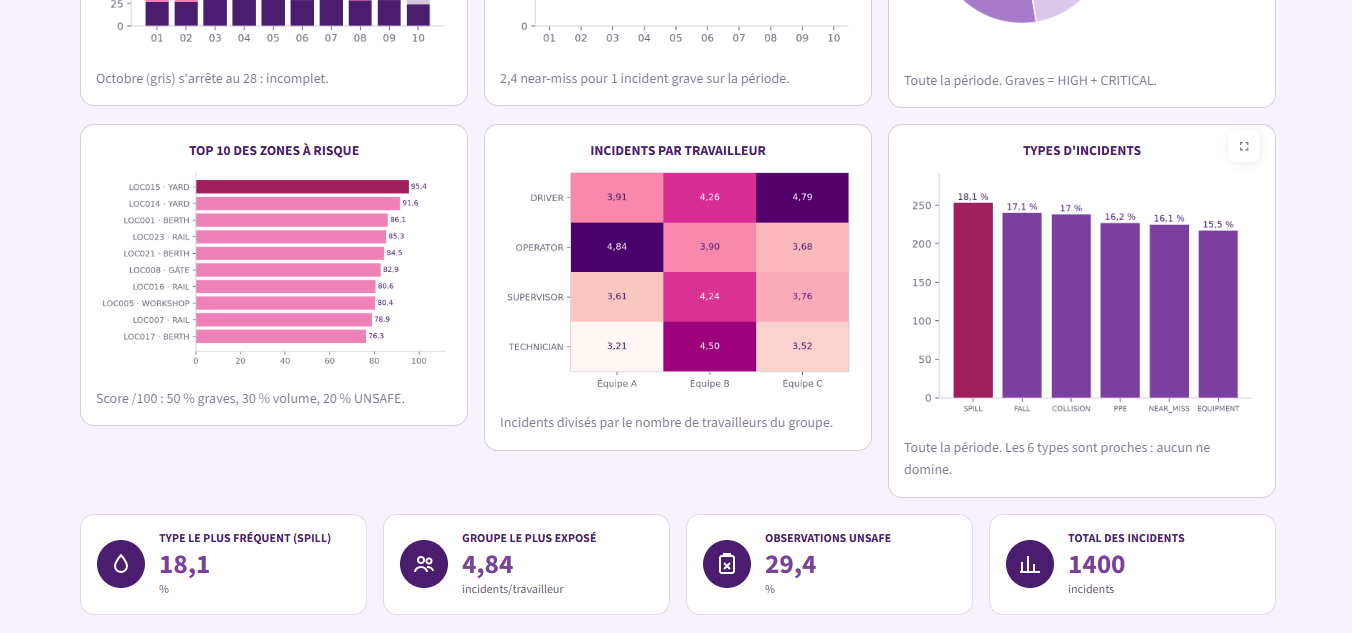 25
0
01 02 03 04 05 06 07 08 09 10
Octobre (gris) s'arrête au 28 : incomplet.
0
01 02 03 04 05 06 07 08 09 10
2,4 near-miss pour 1 incident grave sur la période.
Toute la période. Graves = HIGH + CRITICAL.
TOP 10 DES ZONES À RISQUE
LOC015 · YARD 95,4
LOC014 · YARD 91,6
LOC001 · BERTH 86,1
LOC023 · RAIL 85,3
LOC021 · BERTH 84,5
LOC008 · GATE 82,9
LOC016 · RAIL 80,6
LOC005 · WORKSHOP 80,4
LOC007 · RAIL 78,9
LOC017 · BERTH 76,3
0 20 40 60 80 100
Score /100 : 50 % graves, 30 % volume, 20 % UNSAFE.
INCIDENTS PAR TRAVAILLEUR
DRIVER 3,91 4,26 4,79
OPERATOR 4,84 3,90 3,68
SUPERVISOR 3,61 4,24 3,76
TECHNICIAN 3,21 4,50 3,52
Équipe A Équipe B Équipe C
Incidents divisés par le nombre de travailleurs du groupe.
TYPES D'INCIDENTS
18,1 % 17,1 % 17 % 16,2 % 16,1 % 15,5 %
250
200
150
100
50
0
SPILL FALL COLLISION PPE NEAR_MISS EQUIPMENT
Toute la période. Les 6 types sont proches : aucun ne
domine.
TYPE LE PLUS FRÉQUENT (SPILL)
18,1
%
GROUPE LE PLUS EXPOSÉ
4,84
incidents/travailleur
OBSERVATIONS UNSAFE
29,4
%
TOTAL DES INCIDENTS
1400
incidents